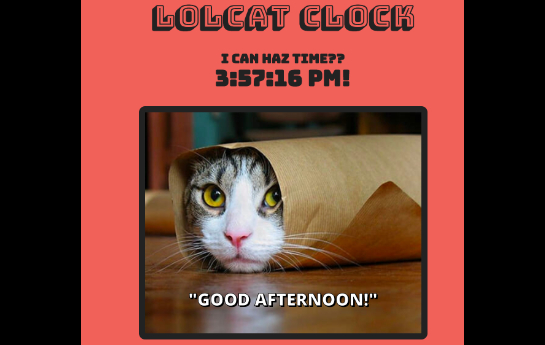 LOLCAT CLOCK
I CAN HAZ TIME??
3:57:16 PM!
"GOOD AFTERNOON!"